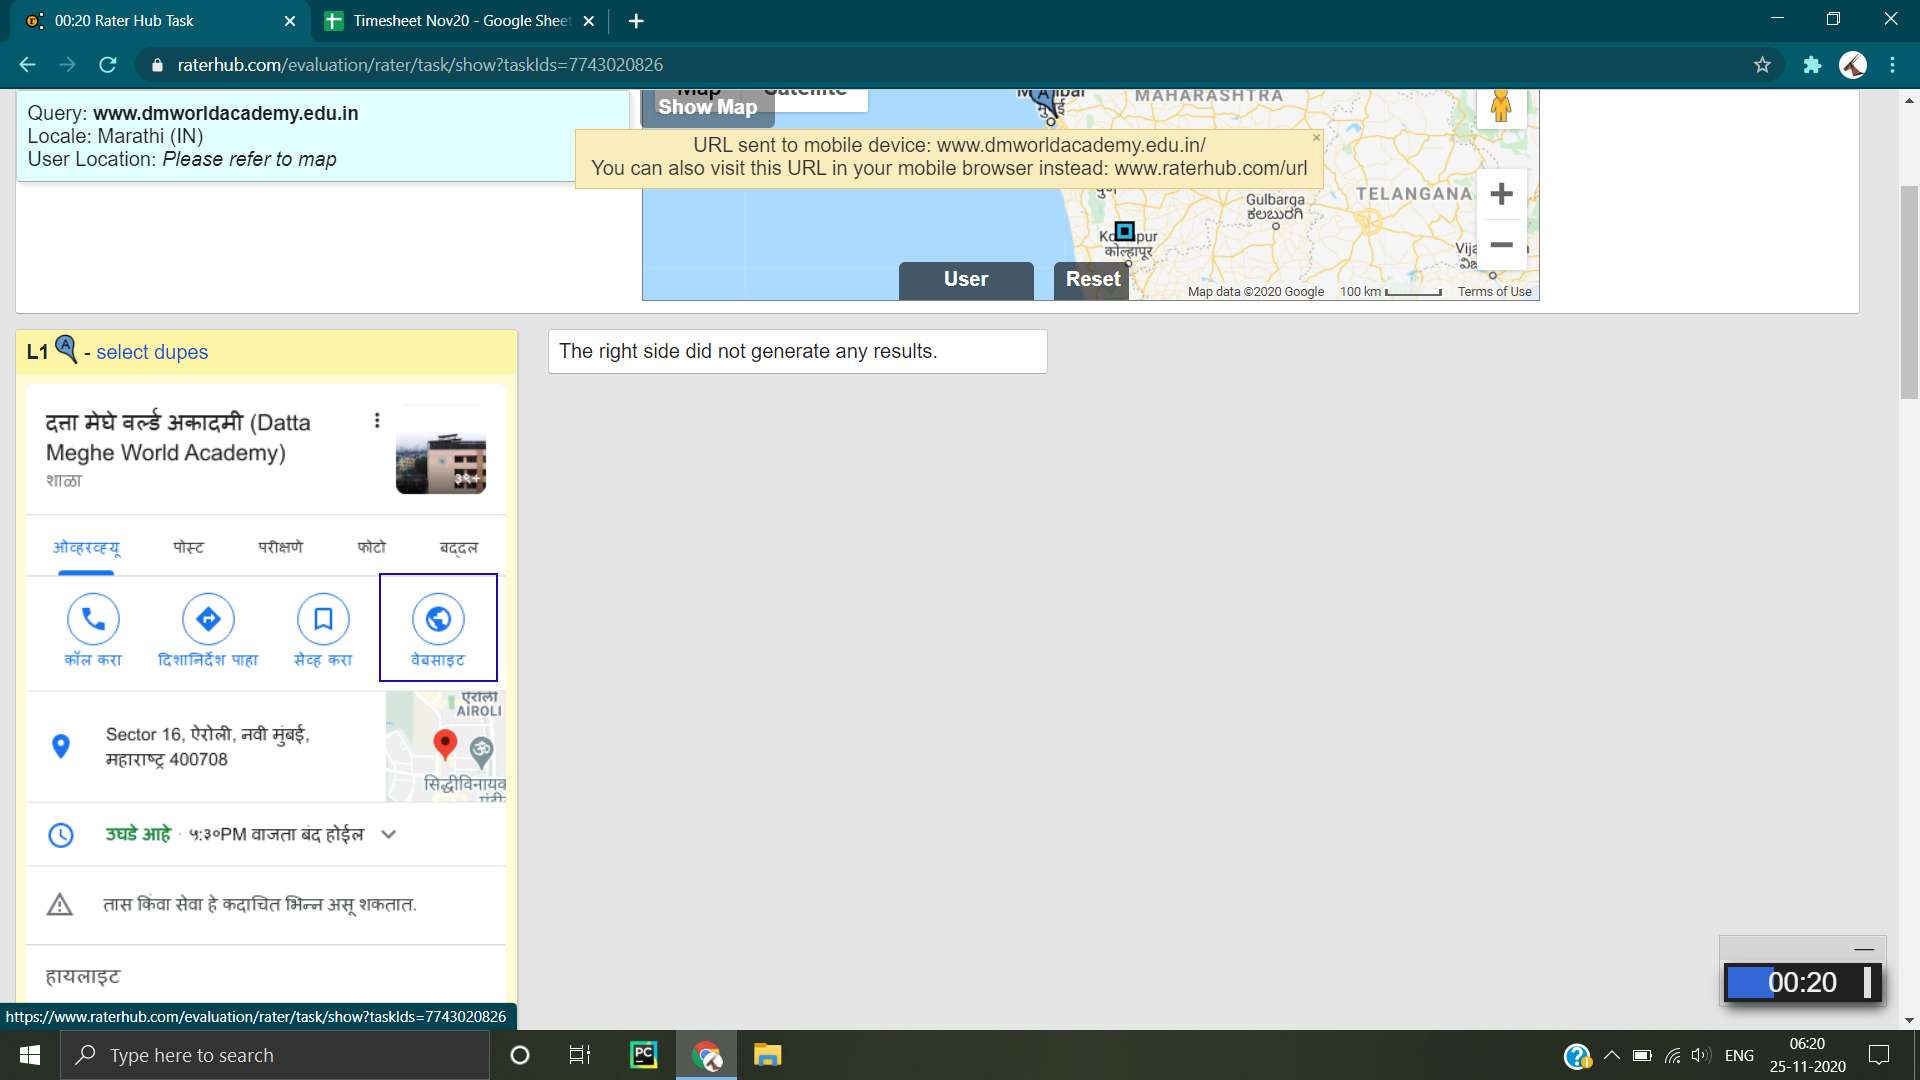 00:20 Rater Hub Task
Timesheet Nov20 - Google Sheet
raterhub.com/evaluation/rater/task/show?taskIds=7743020826
Query: www.dmworldacademy.edu.in
Locale: Marathi (IN)
User Location: Please refer to map
Map
Satellite
Show Map
MAHARASHTRA
URL sent to mobile device: www.dmworldacademy.edu.in/
You can also visit this URL in your mobile browser instead: www.raterhub.com/url
TELANGANA
Gulbarga
ಕಲಬುರಗಿ
कोल्हापूर
User
Reset
Map data ©2020 Google
100 km
Terms of Use
L1 A - select dupes
The right side did not generate any results.
दत्ता मेघे वर्ल्ड अकादमी (Datta
Meghe World Academy)
शाळा
३९+
ओव्हरव्ह्यू
पोस्ट
परीक्षणे
फोटो
बद्दल
कॉल करा
दिशानिर्देश पाहा
सेव्ह करा
वेबसाइट
ऐरोली
AIROLI
Sector 16, ऐरोली, नवी मुंबई,
महाराष्ट्र 400708
सिद्धीविनायक
उघडे आहे · ५:३०PM वाजता बंद होईल
तास किंवा सेवा हे कदाचित भिन्न असू शकतात.
हायलाइट
00:20
https://www.raterhub.com/evaluation/rater/task/show?taskIds=7743020826
Type here to search
PC
ENG
06:20
25-11-2020